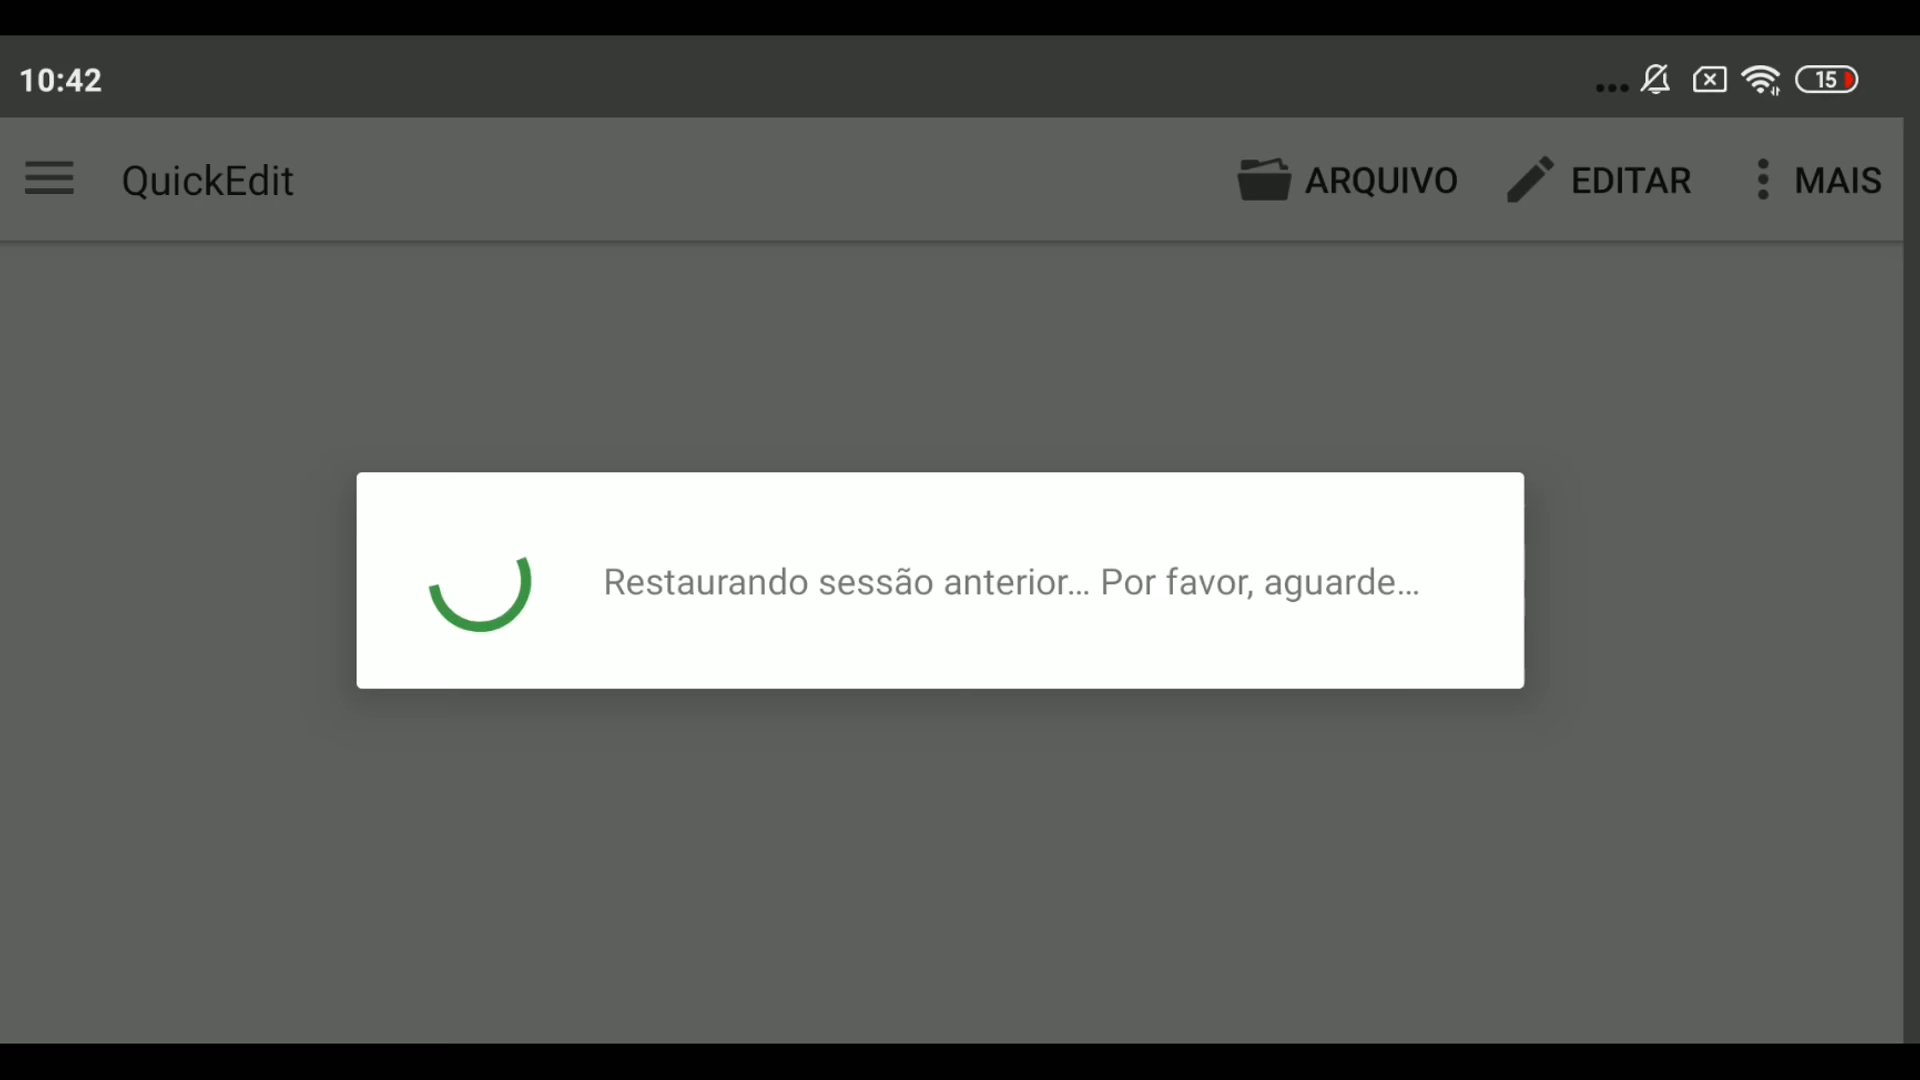 10:42
15
QuickEdit
ARQUIVO
EDITAR
MAIS
Restaurando sessão anterior... Por favor, aguarde...